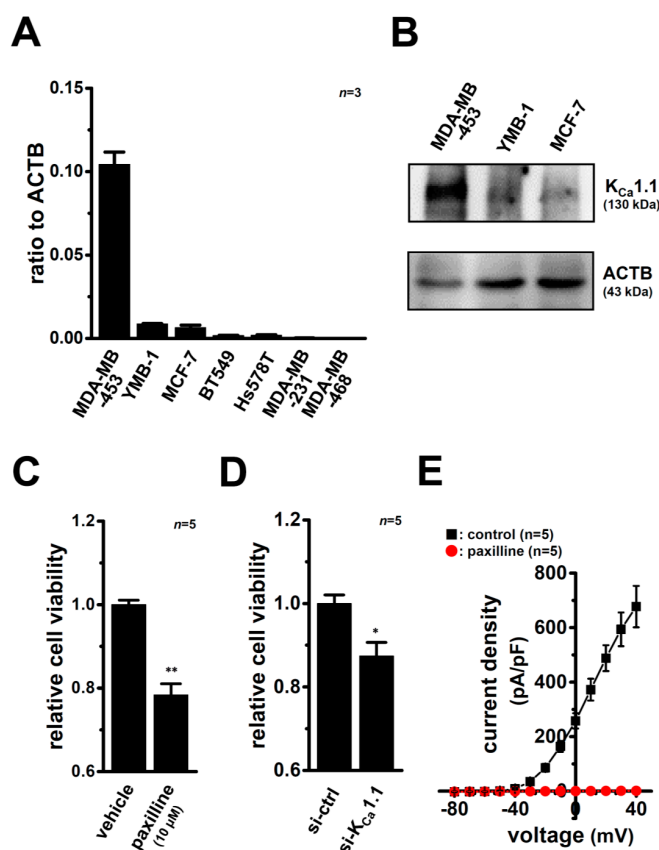 A
n=3
ratio to ACTB
0.15
0.10
0.05
0.00
MDA-MB
-453
YMB-1
MCF-7
BT549
Hs578T
MDA-MB
-231
MDA-MB
-468
B
MDA-MB
-453
YMB-1
MCF-7
KCa1.1
(130 kDa)
ACTB
(43 kDa)
C
n=5
relative cell viability
1.2
1.0
0.8
0.6
**
vehicle
paxilline
(10 µM)
D
n=5
relative cell viability
1.2
1.0
0.8
0.6
*
si-ctrl
si-KCa1.1
E
: control (n=5)
: paxilline (n=5)
current density
(pA/pF)
800
600
400
200
-80
-40
0
40
voltage (mV)